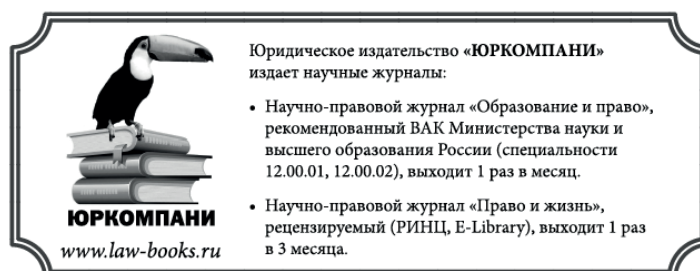 Юридическое издательство «ЮРКОМПАНИ»
издает научные журналы:
• Научно-правовой журнал «Образование и право»,
рекомендованный ВАК Министерства науки и
высшего образования России (специальности
12.00.01, 12.00.02), выходит 1 раз в месяц.
• Научно-правовой журнал «Право и жизнь»,
рецензируемый (РИНЦ, E-Library), выходит 1 раз
в 3 месяца.
ЮРКОМПАНИ
www.law-books.ru